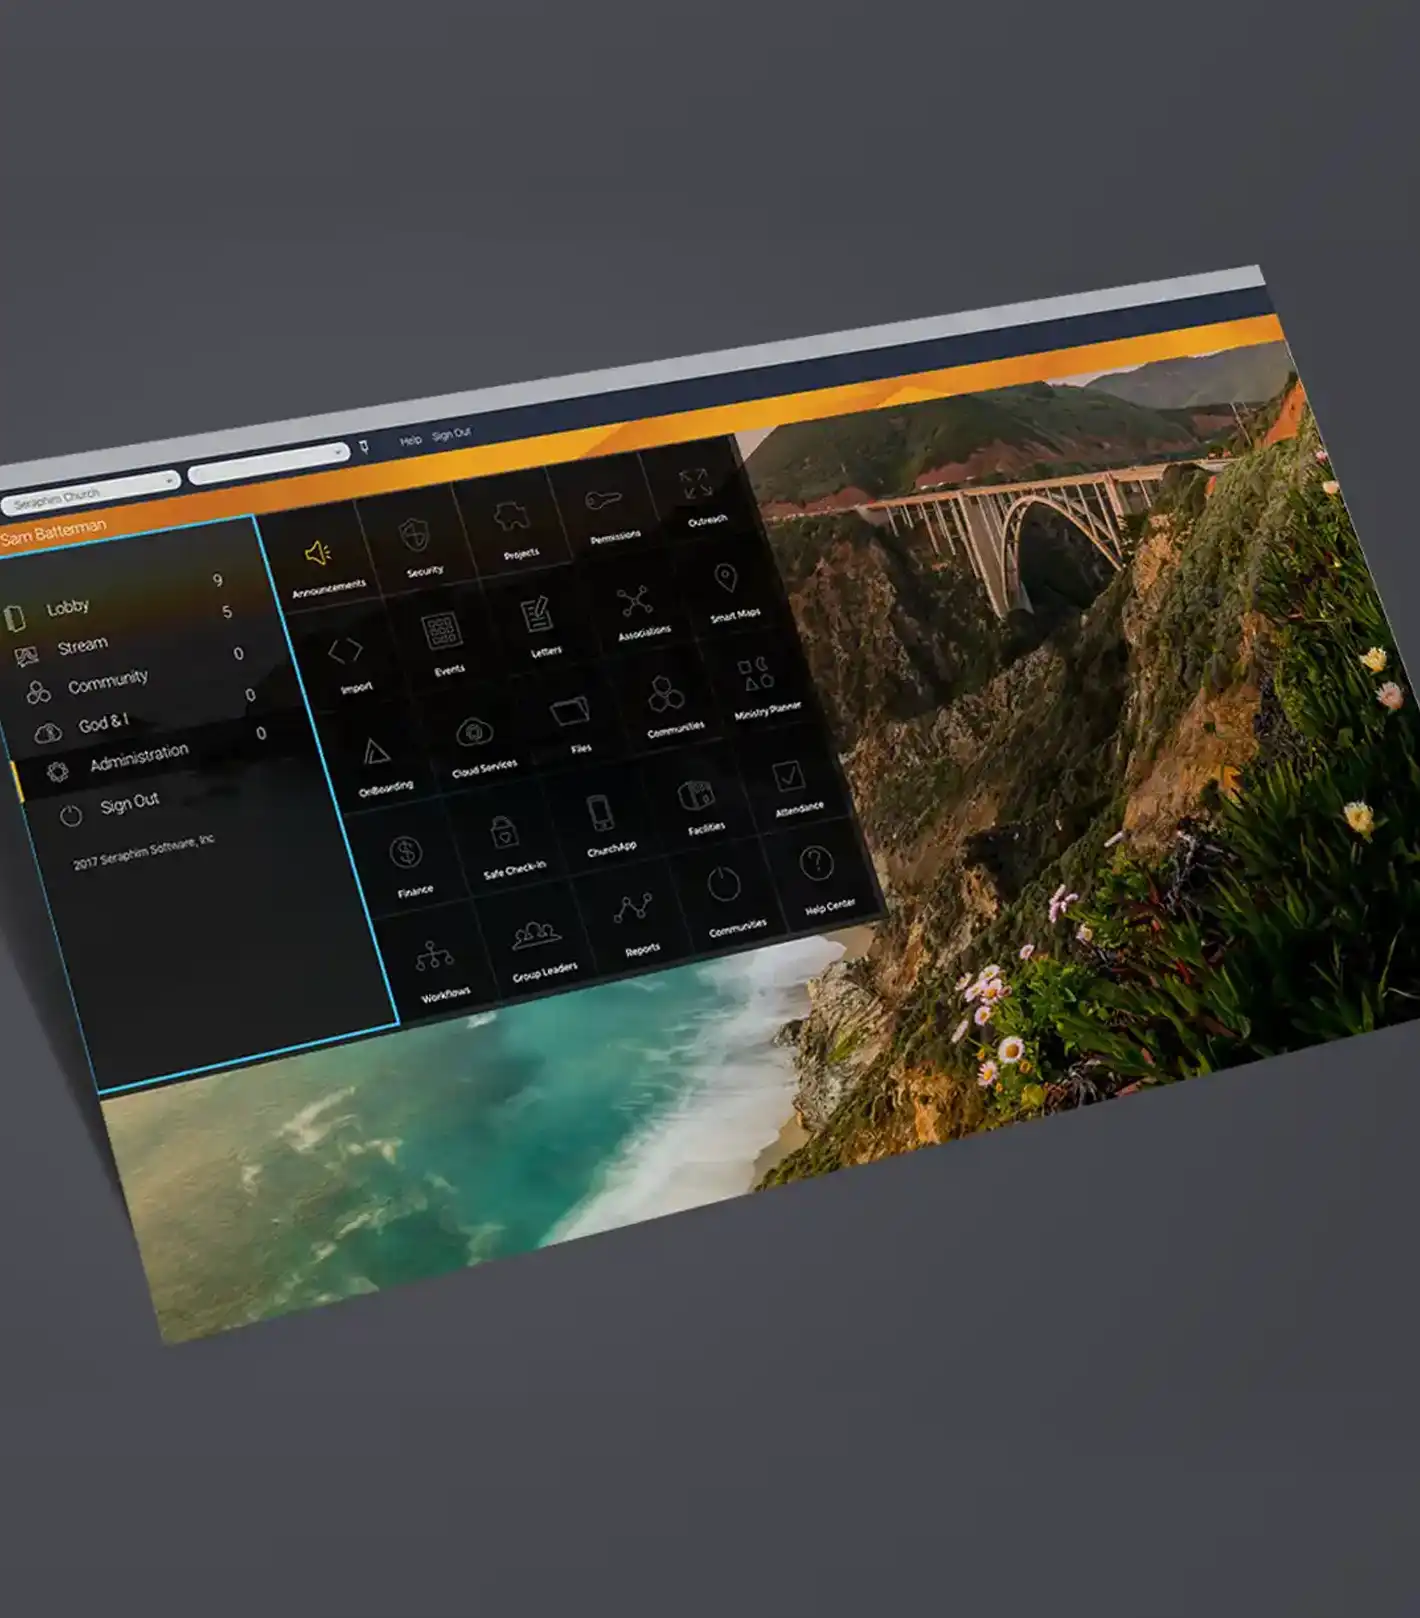 Seraphim Church
Help Sign Out
Sam Batterman
Lobby 9
Stream 5
Community 0
God & I 0
Administration 0
Sign Out
2017 Seraphim Software, Inc
Announcements Security Projects Permissions Outreach
Import Events Letters Associations Smart Maps
OnBoarding Cloud Services Files Communities Ministry Planner
Finance Safe Check-in ChurchApp Facilities Attendance
Workflows Group Leaders Reports Communities Help Center